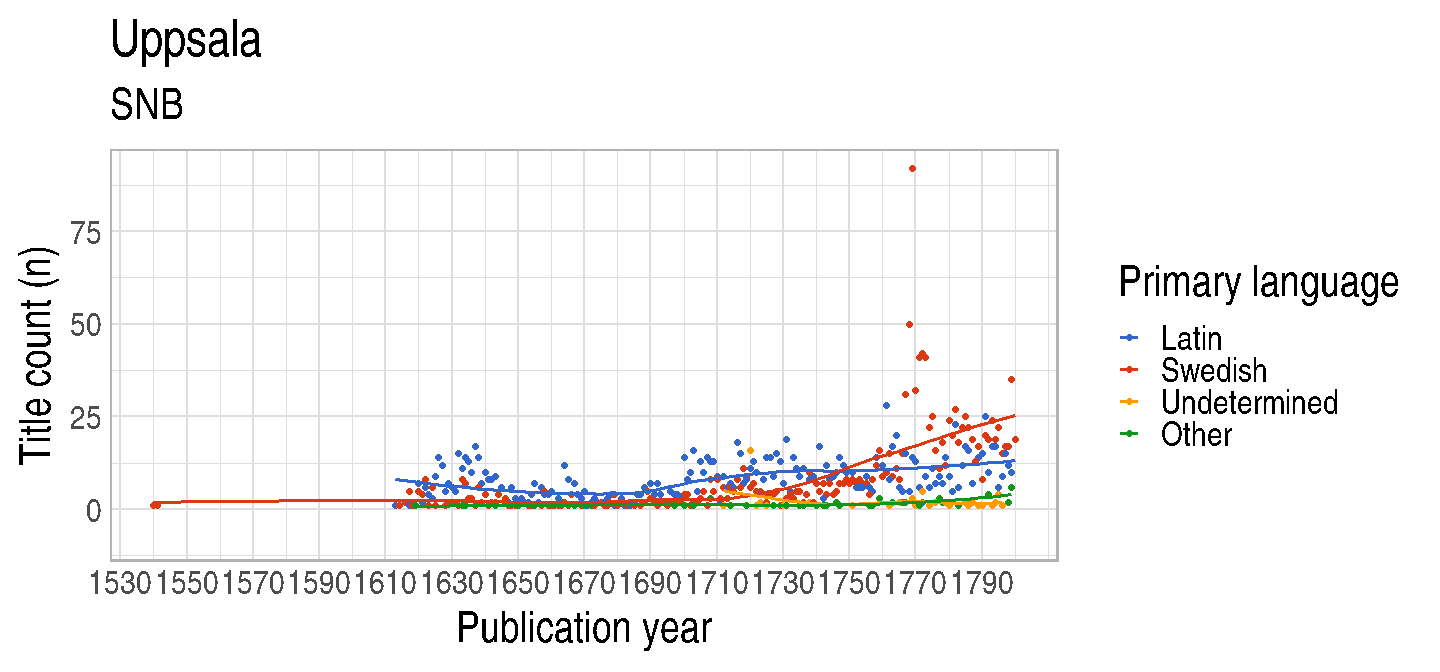 Uppsala
SNB
Title count (n)
75
50
25
0
1530 1550 1570 1590 1610 1630 1650 1670 1690 1710 1730 1750 1770 1790
Publication year
Primary language
Latin
Swedish
Undetermined
Other